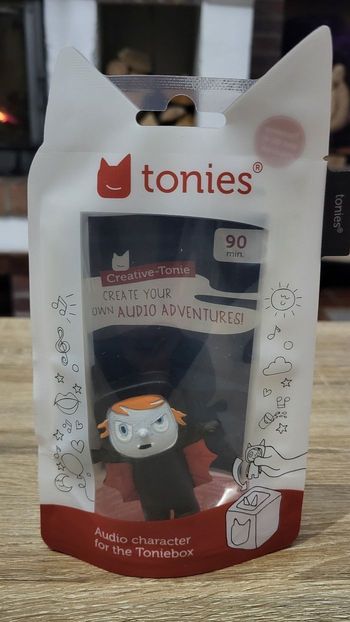 tonies®
90
min.
Creative-Tonie
CREATE YOUR
OWN AUDIO ADVENTURES!
tonies®
Audio character
for the Toniebox